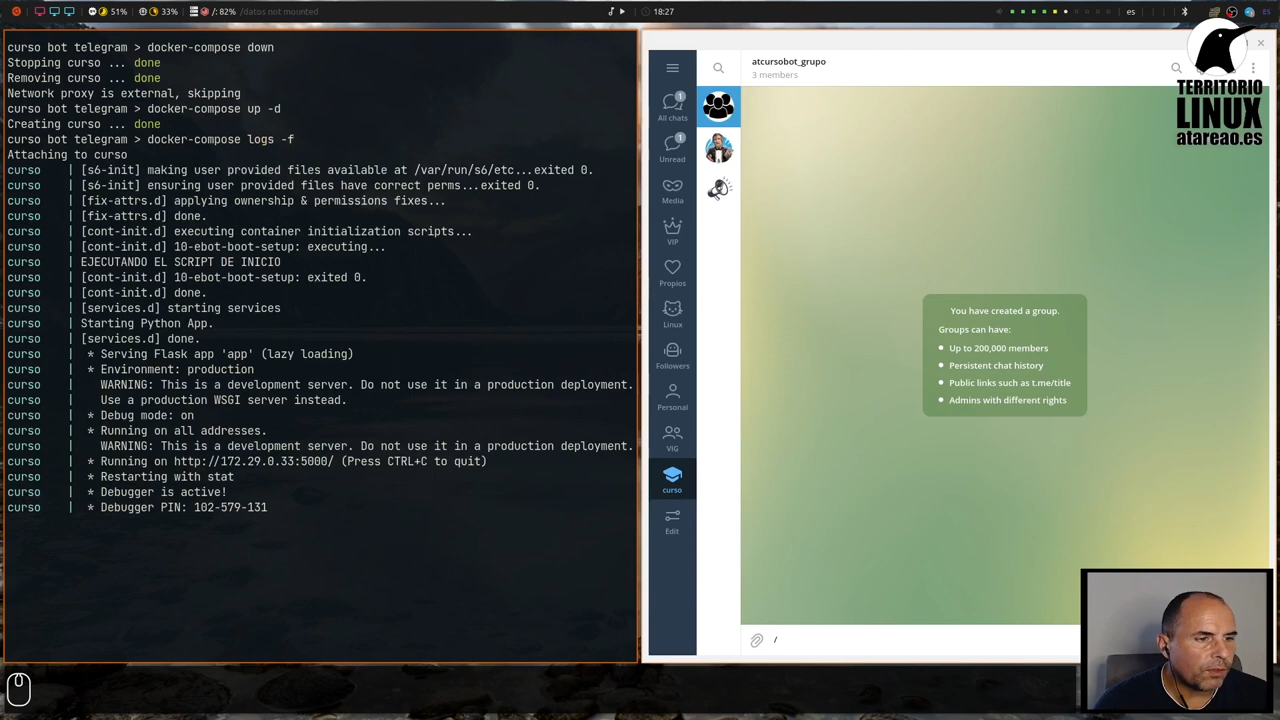 51%
33%
/: 82%
/datos not mounted
18:27
es
ES
curso bot telegram > docker-compose down
Stopping curso ... done
Removing curso ... done
Network proxy is external, skipping
curso bot telegram > docker-compose up -d
Creating curso ... done
curso bot telegram > docker-compose logs -f
Attaching to curso
curso | [s6-init] making user provided files available at /var/run/s6/etc...exited 0.
curso | [s6-init] ensuring user provided files have correct perms...exited 0.
curso | [fix-attrs.d] applying ownership & permissions fixes...
curso | [fix-attrs.d] done.
curso | [cont-init.d] executing container initialization scripts...
curso | [cont-init.d] 10-ebot-boot-setup: executing...
curso | EJECUTANDO EL SCRIPT DE INICIO
curso | [cont-init.d] 10-ebot-boot-setup: exited 0.
curso | [cont-init.d] done.
curso | [services.d] starting services
curso | Starting Python App.
curso | [services.d] done.
curso | * Serving Flask app 'app' (lazy loading)
curso | * Environment: production
curso | WARNING: This is a development server. Do not use it in a production deployment.
curso | Use a production WSGI server instead.
curso | * Debug mode: on
curso | * Running on all addresses.
curso | WARNING: This is a development server. Do not use it in a production deployment.
curso | * Running on http://172.29.0.33:5000/ (Press CTRL+C to quit)
curso | * Restarting with stat
curso | * Debugger is active!
curso | * Debugger PIN: 102-579-131
1
All chats
1
Unread
Media
VIP
Propios
Linux
Followers
Personal
VIG
curso
Edit
atcursobot_grupo
3 members
You have created a group.
Groups can have:
Up to 200,000 members
Persistent chat history
Public links such as t.me/title
Admins with different rights
/
TERRITORIO
LINUX
atareao.es